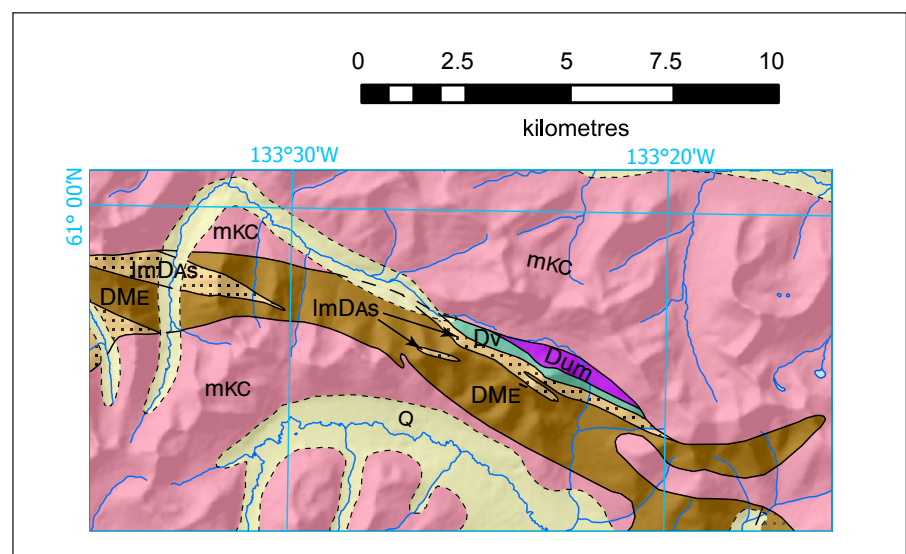 0 2.5 5 7.5 10
kilometres
133°30'W 133°20'W
61° 00'N
mKC
mKC
lmDAs
DME
lmDAs
DV
Dum
mKC
DME
Q